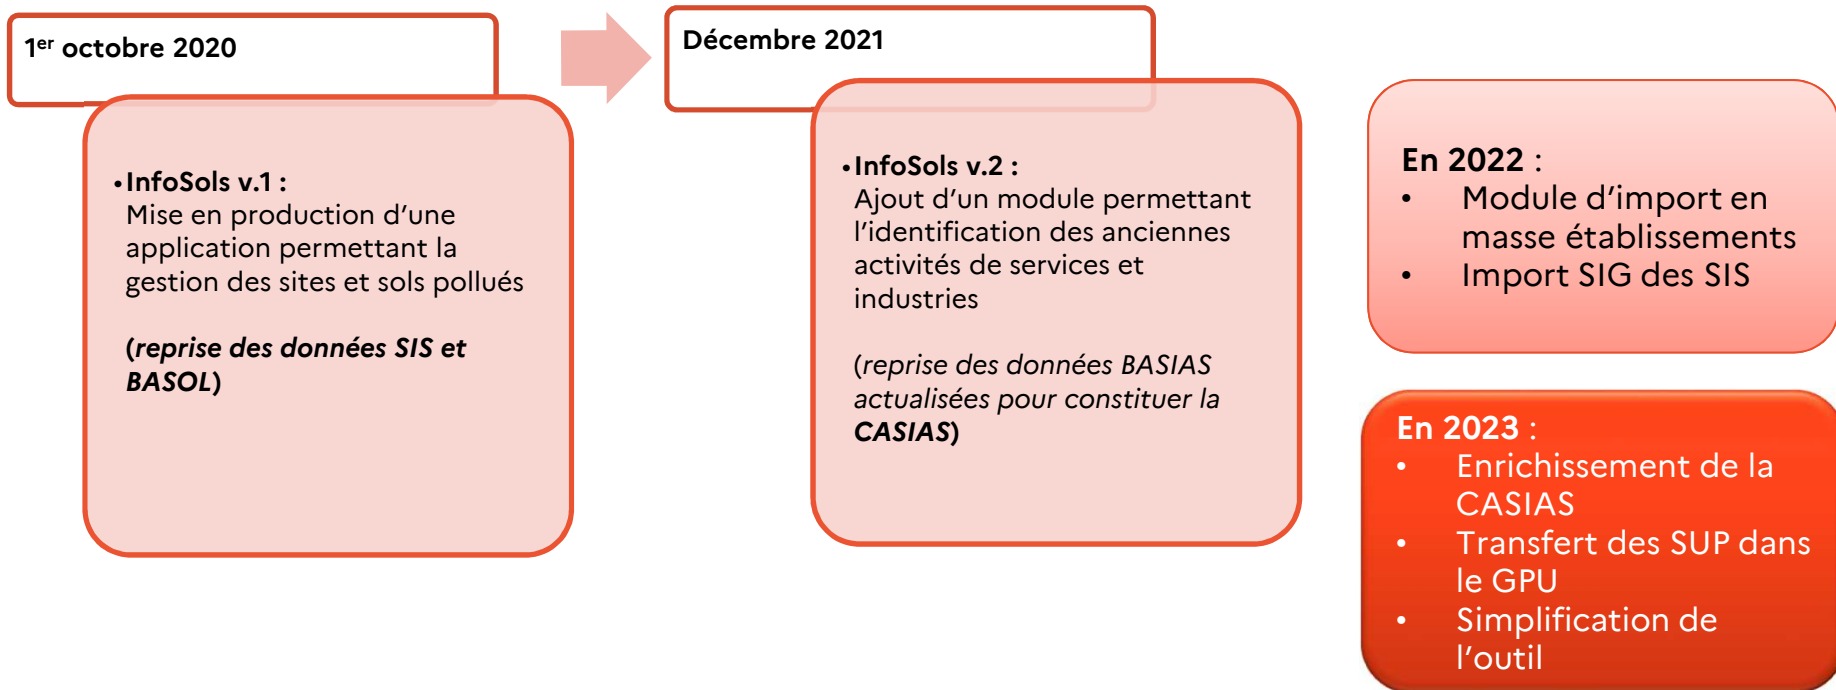 1er octobre 2020
• InfoSols v.1 :
Mise en production d’une
application permettant la
gestion des sites et sols pollués
(reprise des données SIS et
BASOL)
Décembre 2021
• InfoSols v.2 :
Ajout d’un module permettant
l’identification des anciennes
activités de services et
industries
(reprise des données BASIAS
actualisées pour constituer la
CASIAS)
En 2022 :
• Module d’import en
masse établissements
• Import SIG des SIS
En 2023 :
• Enrichissement de la
CASIAS
• Transfert des SUP dans
le GPU
• Simplification de
l’outil